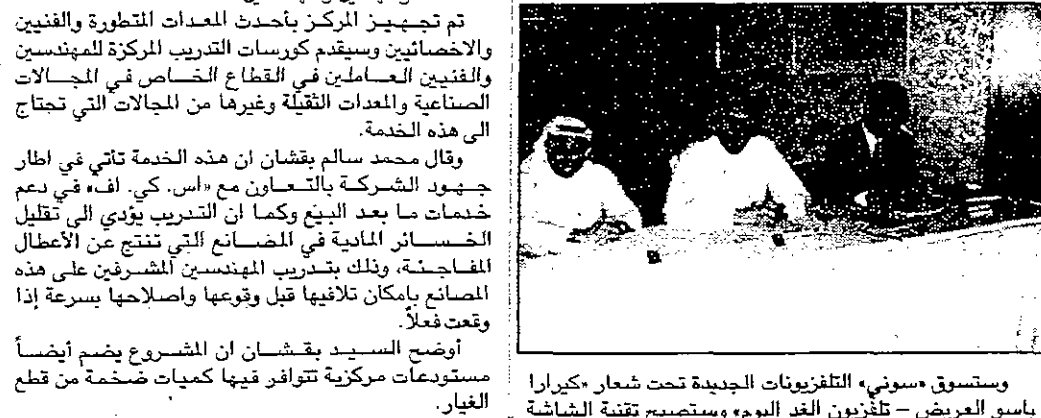 تم تجهيز المركز بأحدث المعدات المتطورة والفنيين
والاخصائيين وسيقدم كورسات التدريب المركزة للمهندسين
والفنيين العاملين في القطاع الخاص في المجالات
الصناعية والمعدات الثقيلة وغيرها من المجالات التي تحتاج
الى هذه الخدمة.
وقال محمد سالم بقشان ان هذه الخدمة تأتي في اطار
جهود الشركة بالتعاون مع «اس. كي. اف» في دعم
خدمات ما بعد البيع وكما ان التدريب يؤدي الى تقليل
الخسائر المادية في المصانع التي تنتج عن الأعطال
المفاجئة، وذلك بتدريب المهندسين المشرفين على هذه
المصانع بامكان تلافيها قبل وقوعها واصلاحها بسرعة إذا
وقعت فعلاً.
أوضح السيد بقشان ان المشروع يضم أيضاً
مستودعات مركزية تتوافر فيها كميات ضخمة من قطع
الغيار.
وستسوق «سوني» التلفزيونات الجديدة تحت شعار «كيرارا
باسو العريض – تلفزيون الغد اليوم» وستصبح تقنية الشاشة